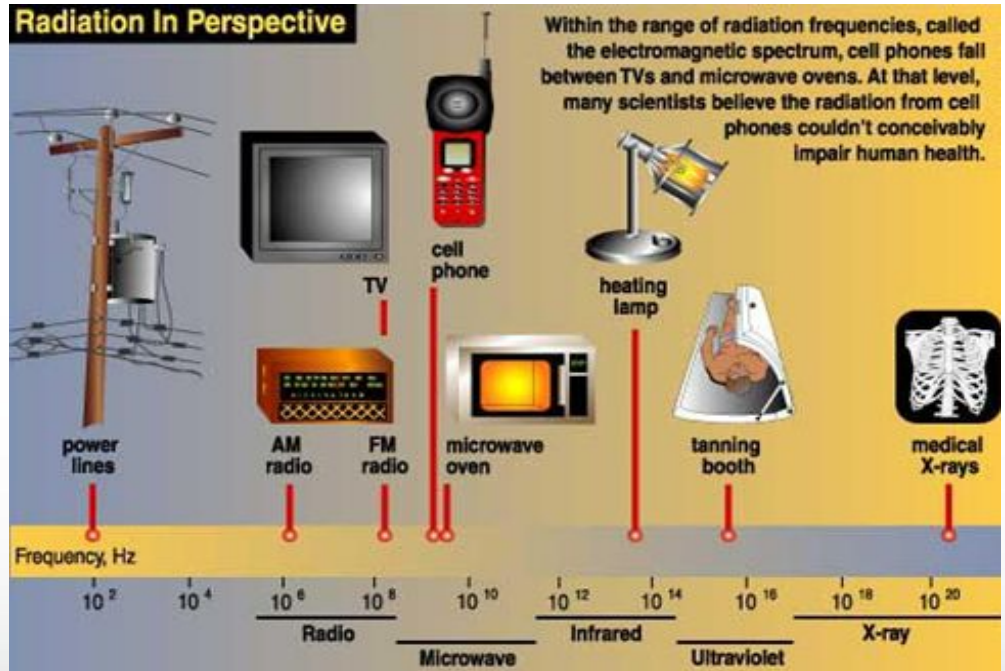 Radiation In Perspective
Within the range of radiation frequencies, called
the electromagnetic spectrum, cell phones fall
between TVs and microwave ovens. At that level,
many scientists believe the radiation from cell
phones couldn't conceivably
impair human health.
cell
phone
TV
heating
lamp
power
lines
AM
radio
FM
radio
microwave
oven
tanning
booth
medical
X-rays
Frequency, Hz
10 2 10 4 10 6 10 8 10 10 10 12 10 14 10 16 10 18 10 20
Radio Infrared X-ray
Microwave Ultraviolet